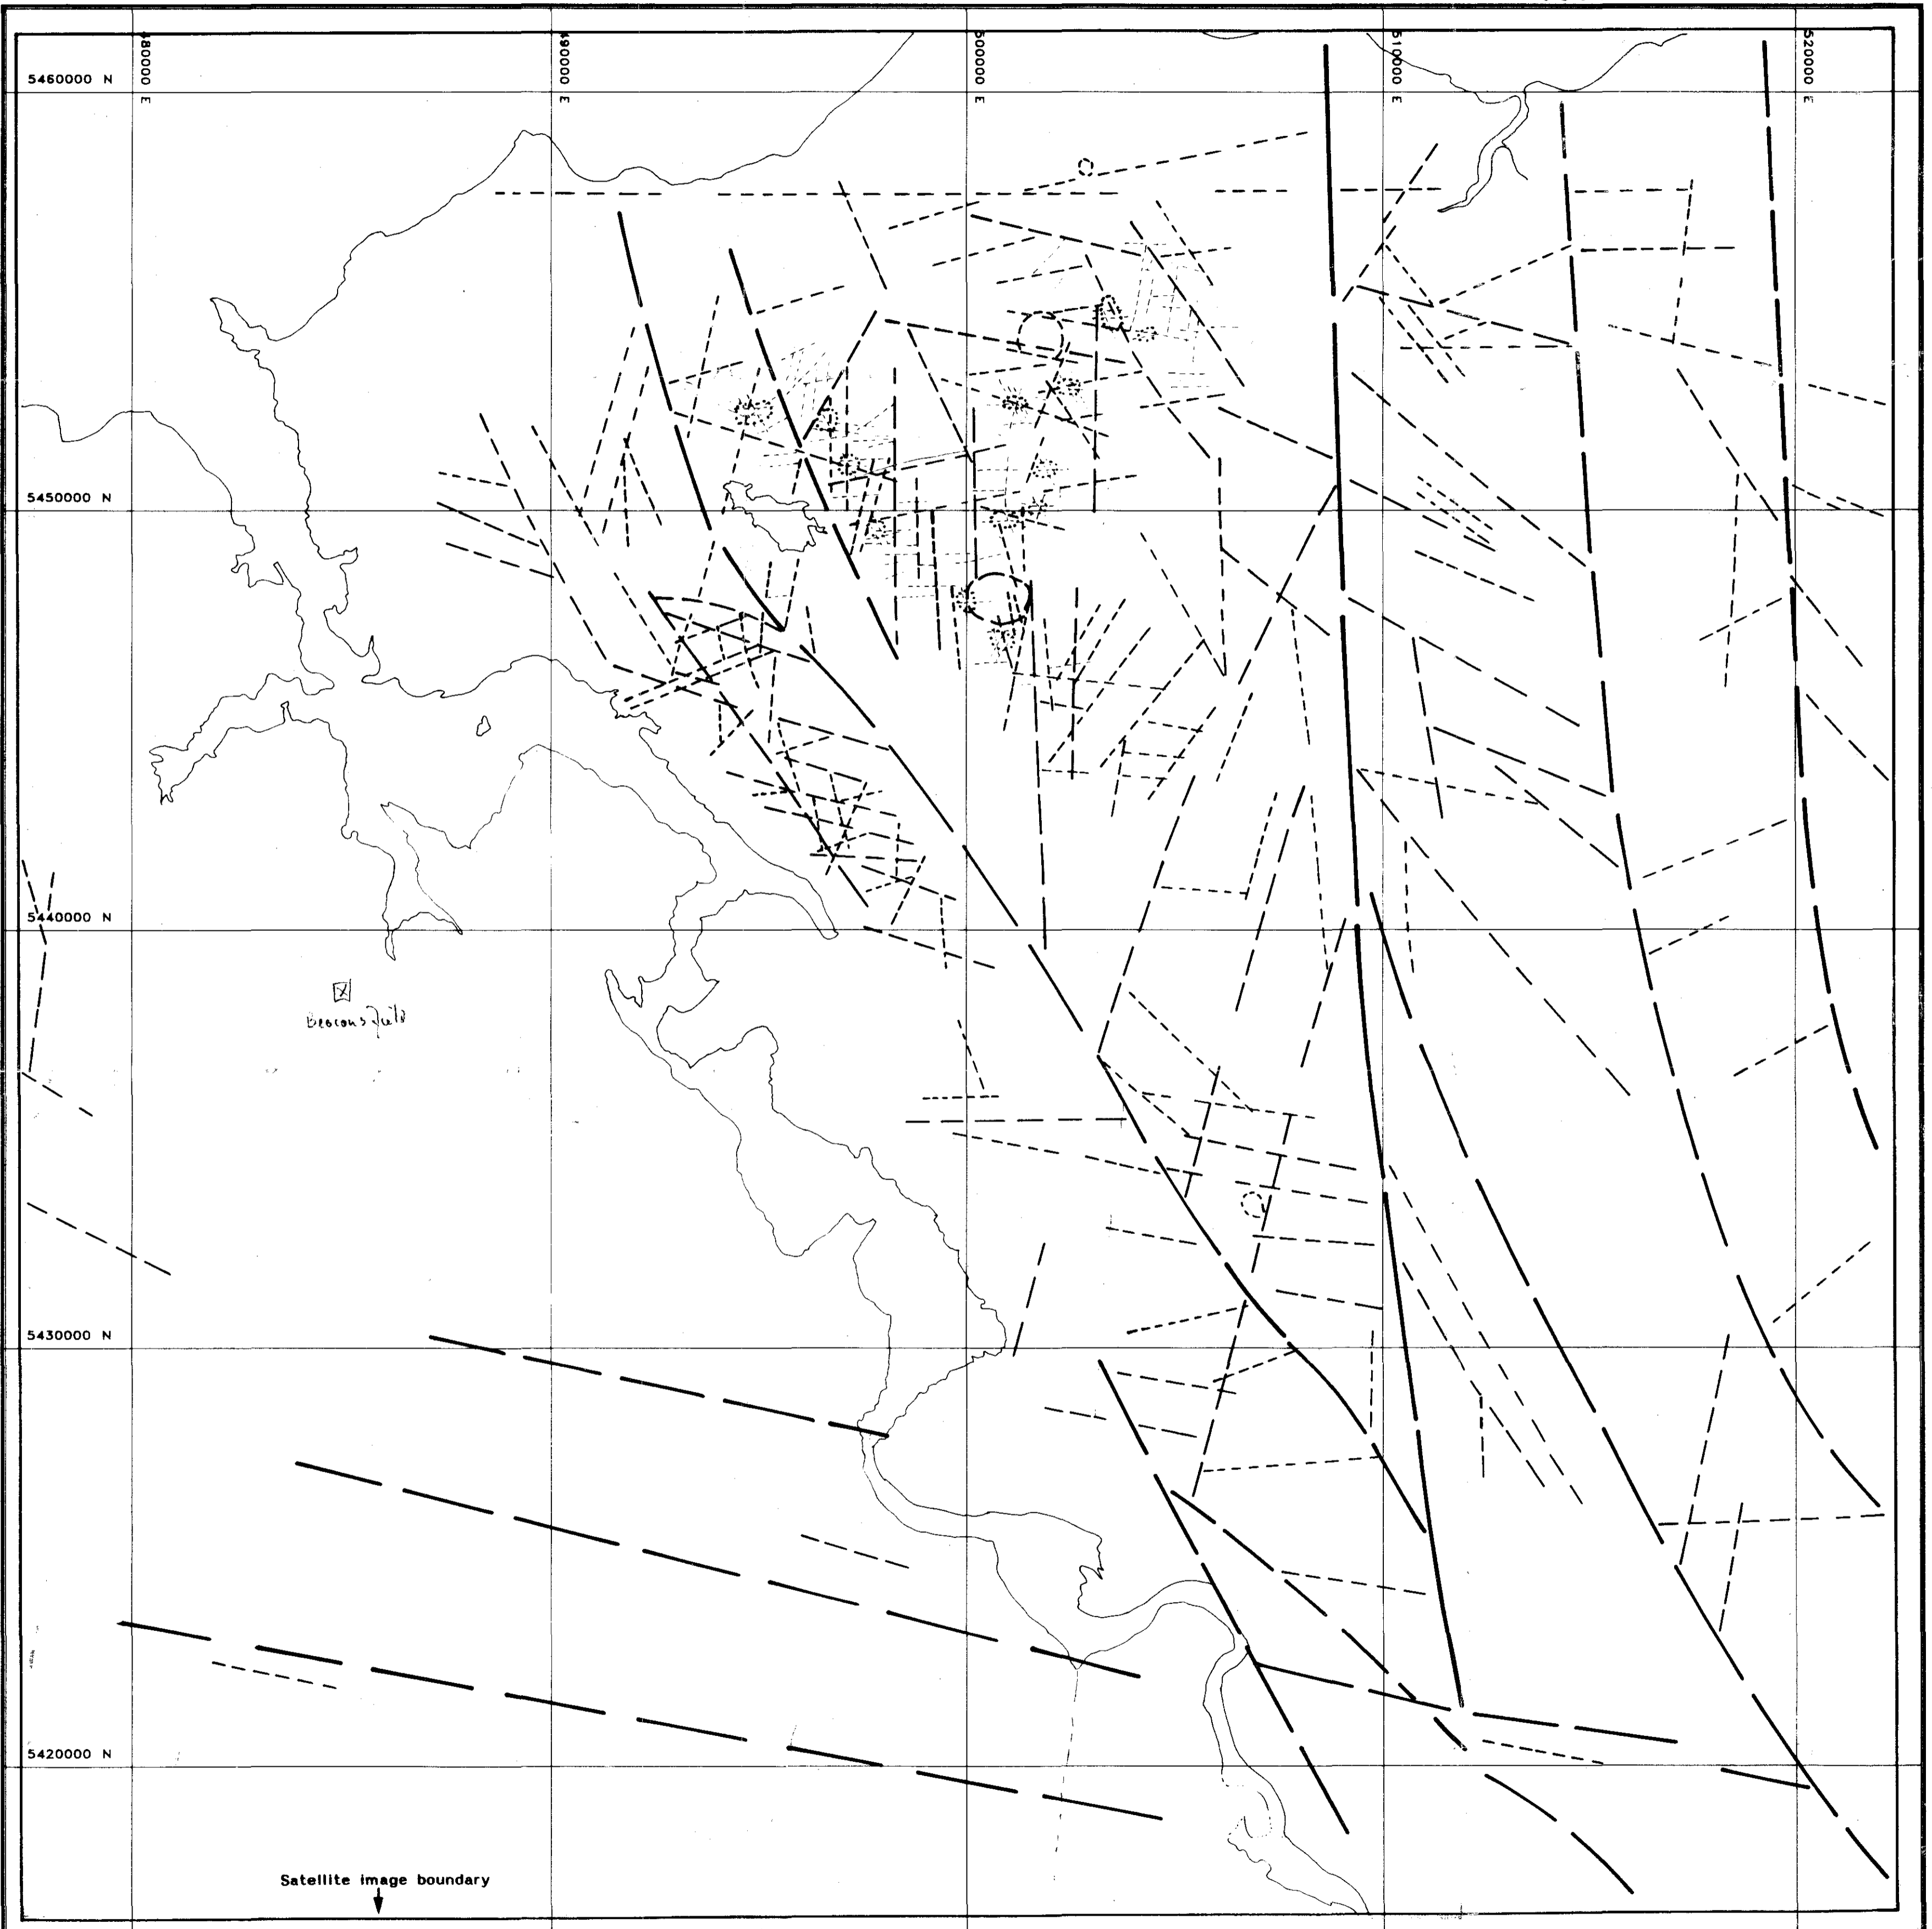 480000 E
490000 E
500000 E
510000 E
520000 E
5460000 N
5450000 N
5440000 N
Beaconsfield
5430000 N
5420000 N
Satellite image boundary